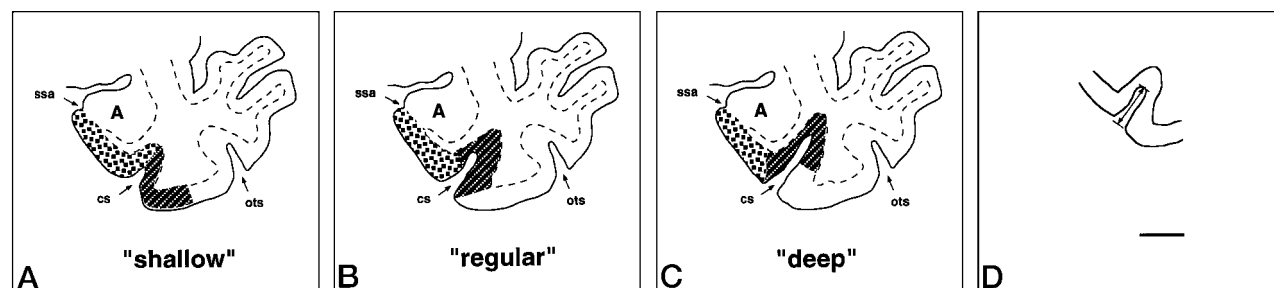 ssa
A
cs
ots
"shallow"
A
ssa
A
cs
ots
"regular"
B
ssa
A
cs
ots
"deep"
C
D